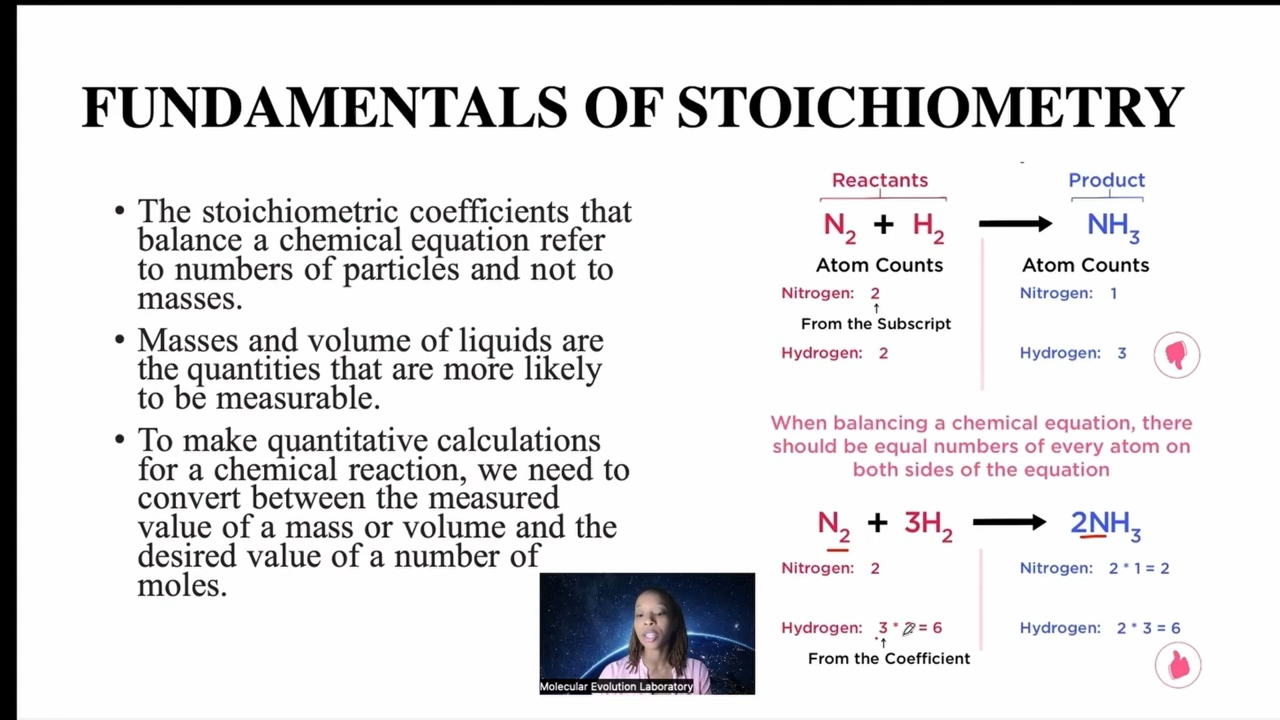 FUNDAMENTALS OF STOICHIOMETRY
• The stoichiometric coefficients that
balance a chemical equation refer
to numbers of particles and not to
masses.
• Masses and volume of liquids are
the quantities that are more likely
to be measurable.
• To make quantitative calculations
for a chemical reaction, we need to
convert between the measured
value of a mass or volume and the
desired value of a number of
moles.
Reactants Product
N₂ + H₂ → NH₃
Atom Counts Atom Counts
Nitrogen: 2 Nitrogen: 1
↑
From the Subscript
Hydrogen: 2 Hydrogen: 3
When balancing a chemical equation, there
should be equal numbers of every atom on
both sides of the equation
N₂ + 3H₂ → 2NH₃
Nitrogen: 2 Nitrogen: 2 * 1 = 2
Hydrogen: 3 * = 6 Hydrogen: 2 * 3 = 6
↑
From the Coefficient
Molecular Evolution Laboratory